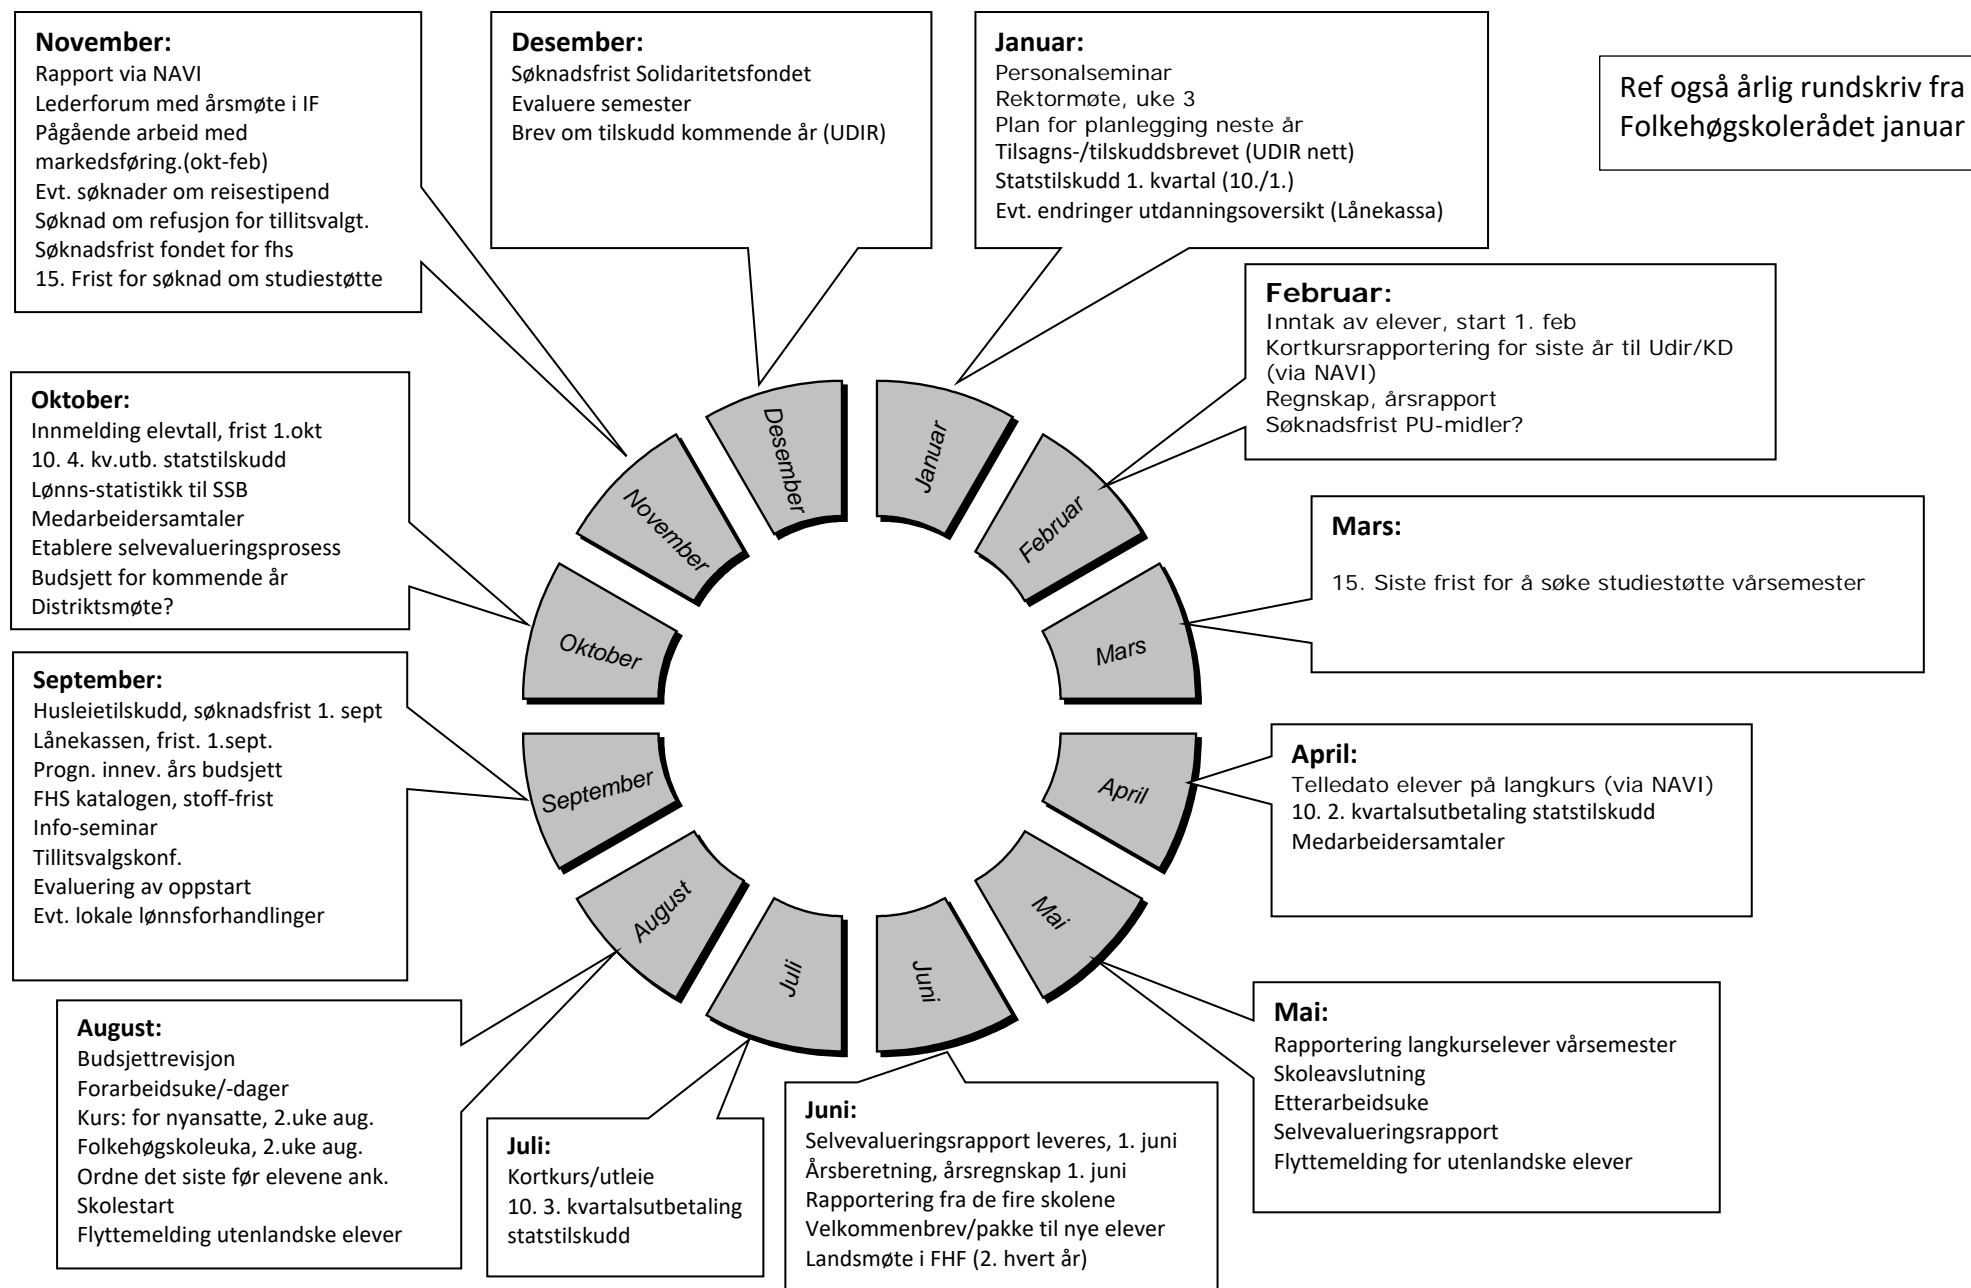 November:
Rapport via NAVI
Lederforum med årsmøte i IF
Pågående arbeid med
markedsføring.(okt-feb)
Evt. søknader om reisestipend
Søknad om refusjon for tillitsvalgt.
Søknadsfrist fondet for fhs
15. Frist for søknad om studiestøtte
Desember:
Søknadsfrist Solidaritetsfondet
Evaluere semester
Brev om tilskudd kommende år (UDIR)
Januar:
Personalseminar
Rektormøte, uke 3
Plan for planlegging neste år
Tilsagns-/tilskuddsbrevet (UDIR nett)
Statstilskudd 1. kvartal (10./1.)
Evt. endringer utdanningsoversikt (Lånekassa)
Ref også årlig rundskriv fra
Folkehøgskolerådet januar
Februar:
Inntak av elever, start 1. feb
Kortkursrapportering for siste år til Udir/KD
(via NAVI)
Regnskap, årsrapport
Søknadsfrist PU-midler?
Oktober:
Innmelding elevtall, frist 1.okt
10. 4. kv.utb. statstilskudd
Lønns-statistikk til SSB
Medarbeidersamtaler
Etablere selvevalueringsprosess
Budsjett for kommende år
Distriktsmøte?
Mars:
15. Siste frist for å søke studiestøtte vårsemester
September:
Husleietilskudd, søknadsfrist 1. sept
Lånekassen, frist. 1.sept.
Progn. innev. års budsjett
FHS katalogen, stoff-frist
Info-seminar
Tillitsvalgskonf.
Evaluering av oppstart
Evt. lokale lønnsforhandlinger
April:
Telledato elever på langkurs (via NAVI)
10. 2. kvartalsutbetaling statstilskudd
Medarbeidersamtaler
August:
Budsjettrevisjon
Forarbeidsuke/-dager
Kurs: for nyansatte, 2.uke aug.
Folkehøgskoleuka, 2.uke aug.
Ordne det siste før elevene ank.
Skolestart
Flyttemelding utenlandske elever
Juli:
Kortkurs/utleie
10. 3. kvartalsutbetaling
statstilskudd
Juni:
Selvevalueringsrapport leveres, 1. juni
Årsberetning, årsregnskap 1. juni
Rapportering fra de fire skolene
Velkommenbrev/pakke til nye elever
Landsmøte i FHF (2. hvert år)
Mai:
Rapportering langkurselever vårsemester
Skoleavslutning
Etterarbeidsuke
Selvevalueringsrapport
Flyttemelding for utenlandske elever
Januar
Februar
Mars
April
Mai
Juni
Juli
August
September
Oktober
November
Desember